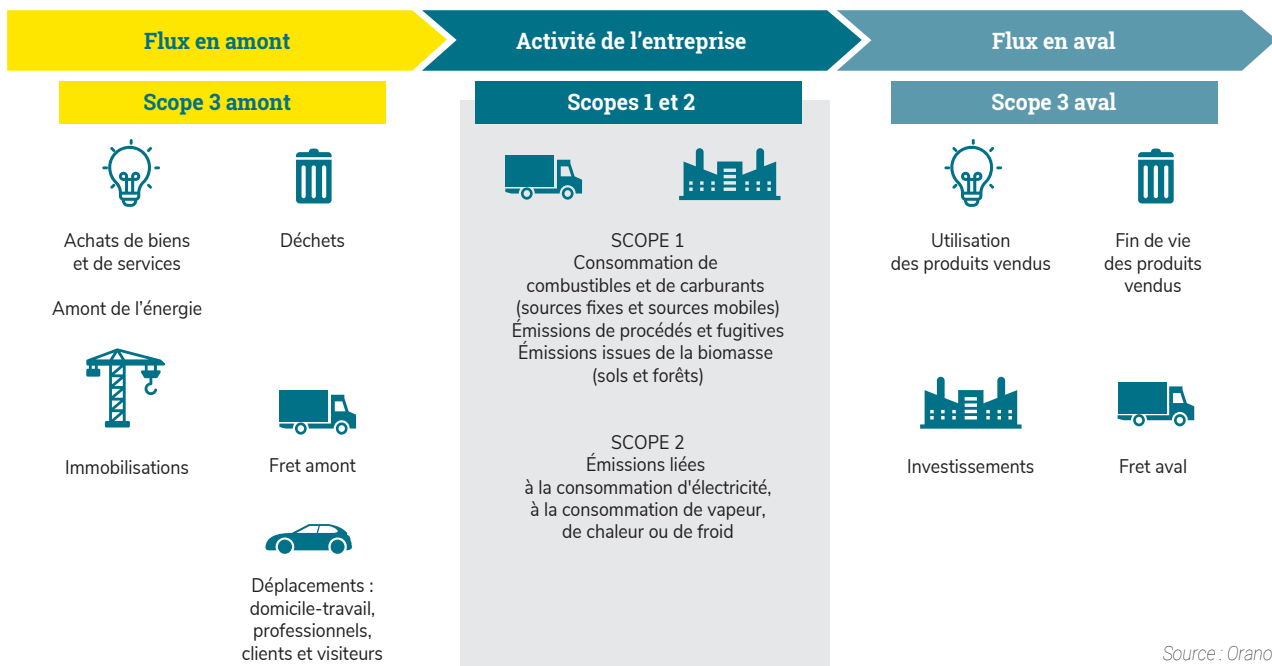 Flux en amont
Activité de l'entreprise
Flux en aval
Scope 3 amont
Scopes 1 et 2
Scope 3 aval
Achats de biens
et de services
Déchets
Amont de l'énergie
Immobilisations
Fret amont
Déplacements :
domicile-travail,
professionnels,
clients et visiteurs
SCOPE 1
Consommation de
combustibles et de carburants
(sources fixes et sources mobiles)
Émissions de procédés et fugitives
Émissions issues de la biomasse
(sols et forêts)
SCOPE 2
Émissions liées
à la consommation d'électricité,
à la consommation de vapeur,
de chaleur ou de froid
Utilisation
des produits vendus
Fin de vie
des produits
vendus
Investissements
Fret aval
Source : Orano